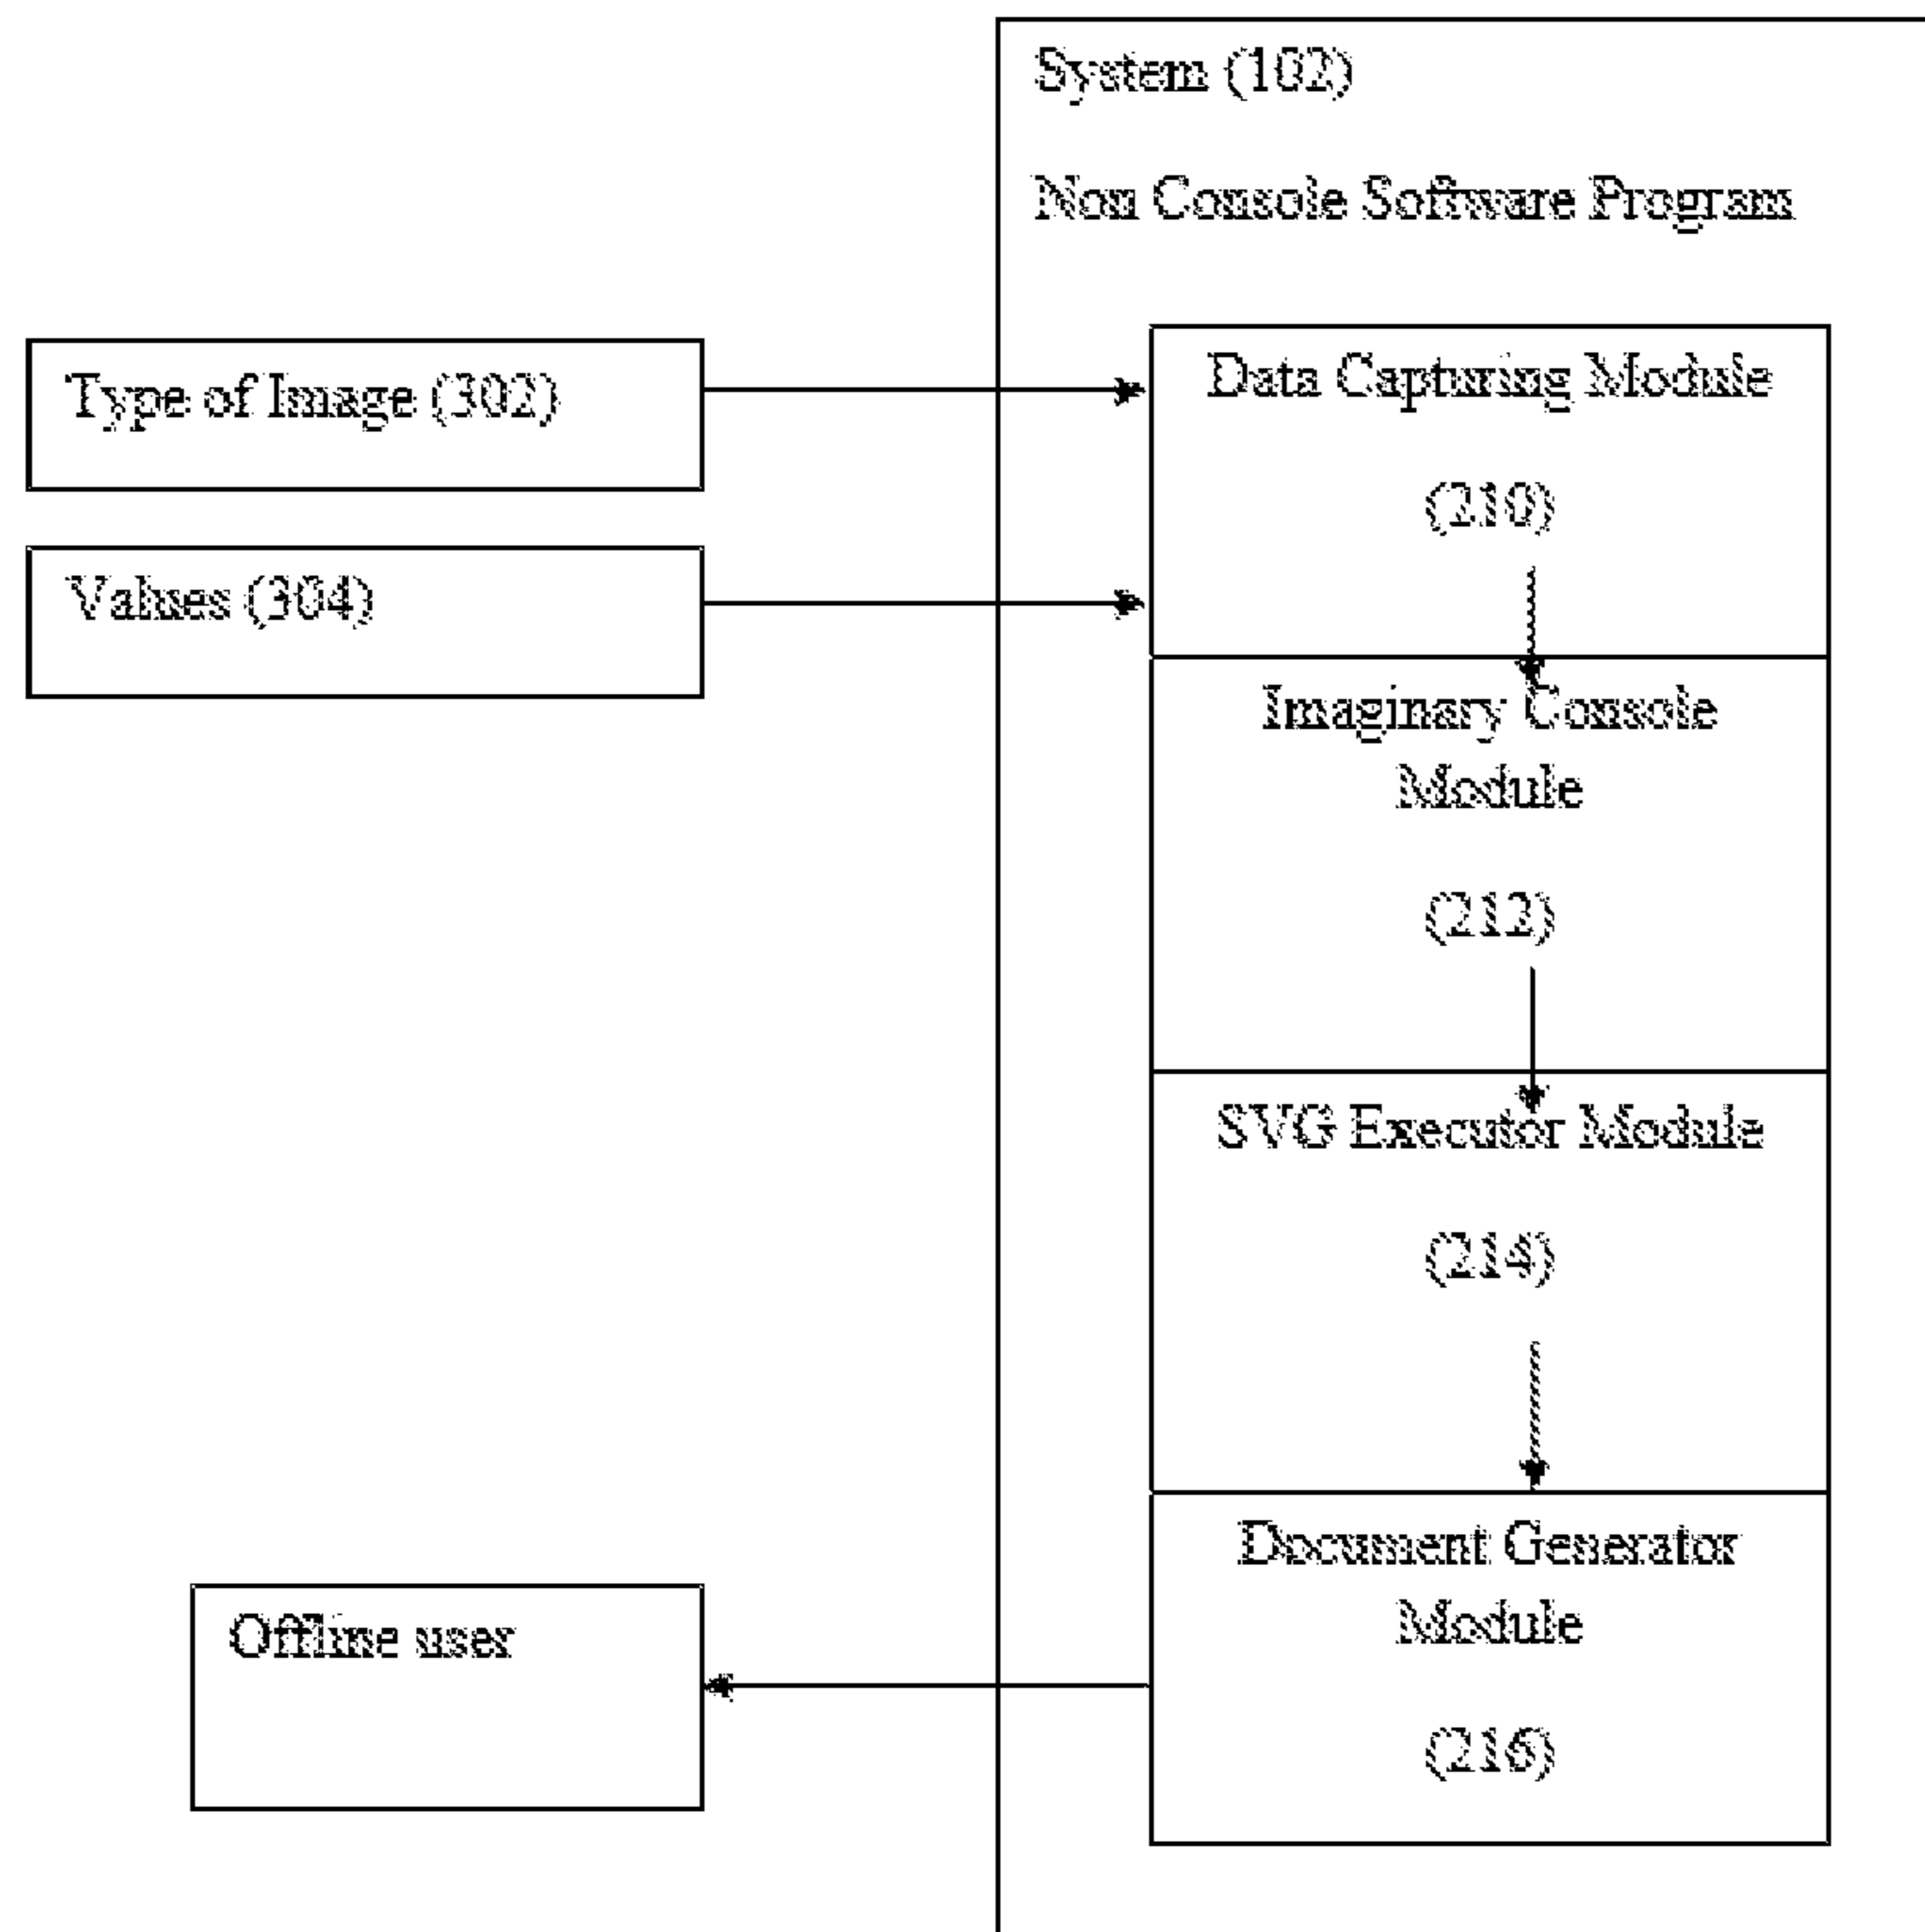 System (102)
Non Console Software Program
Type of Image (302)
Values (304)
Data Capturing Module
(210)
Imaginary Console
Module
(212)
SVG Executor Module
(214)
Document Generator
Module
(216)
Offline user